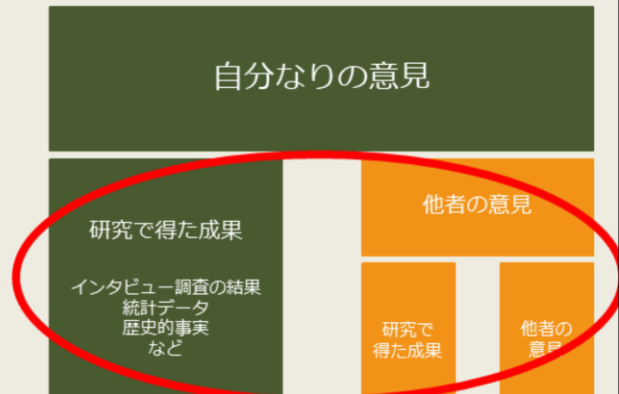 自分なりの意見
研究で得た成果
インタビュー調査の結果
統計データ
歴史的事実
など
他者の意見
研究で
得た成果
他者の
意見